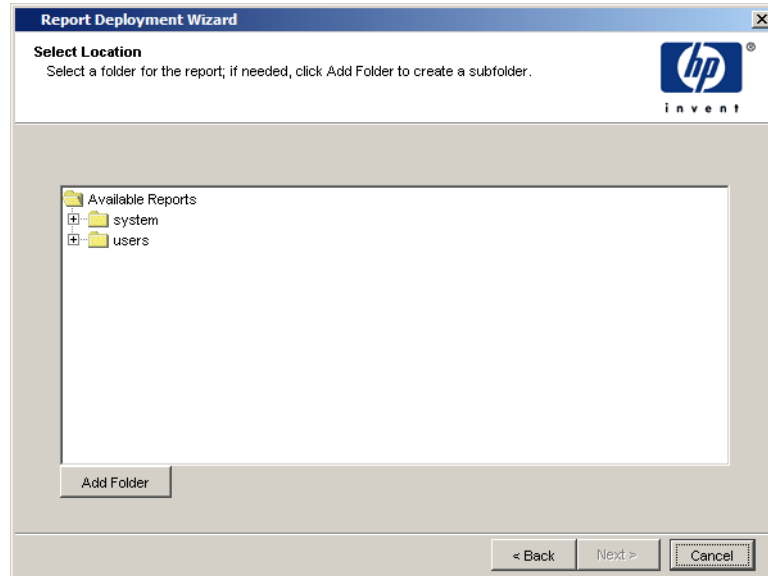 Report Deployment Wizard
Select Location
Select a folder for the report; if needed, click Add Folder to create a subfolder.
hp ®
invent
Available Reports
system
users
Add Folder
< Back Next > Cancel